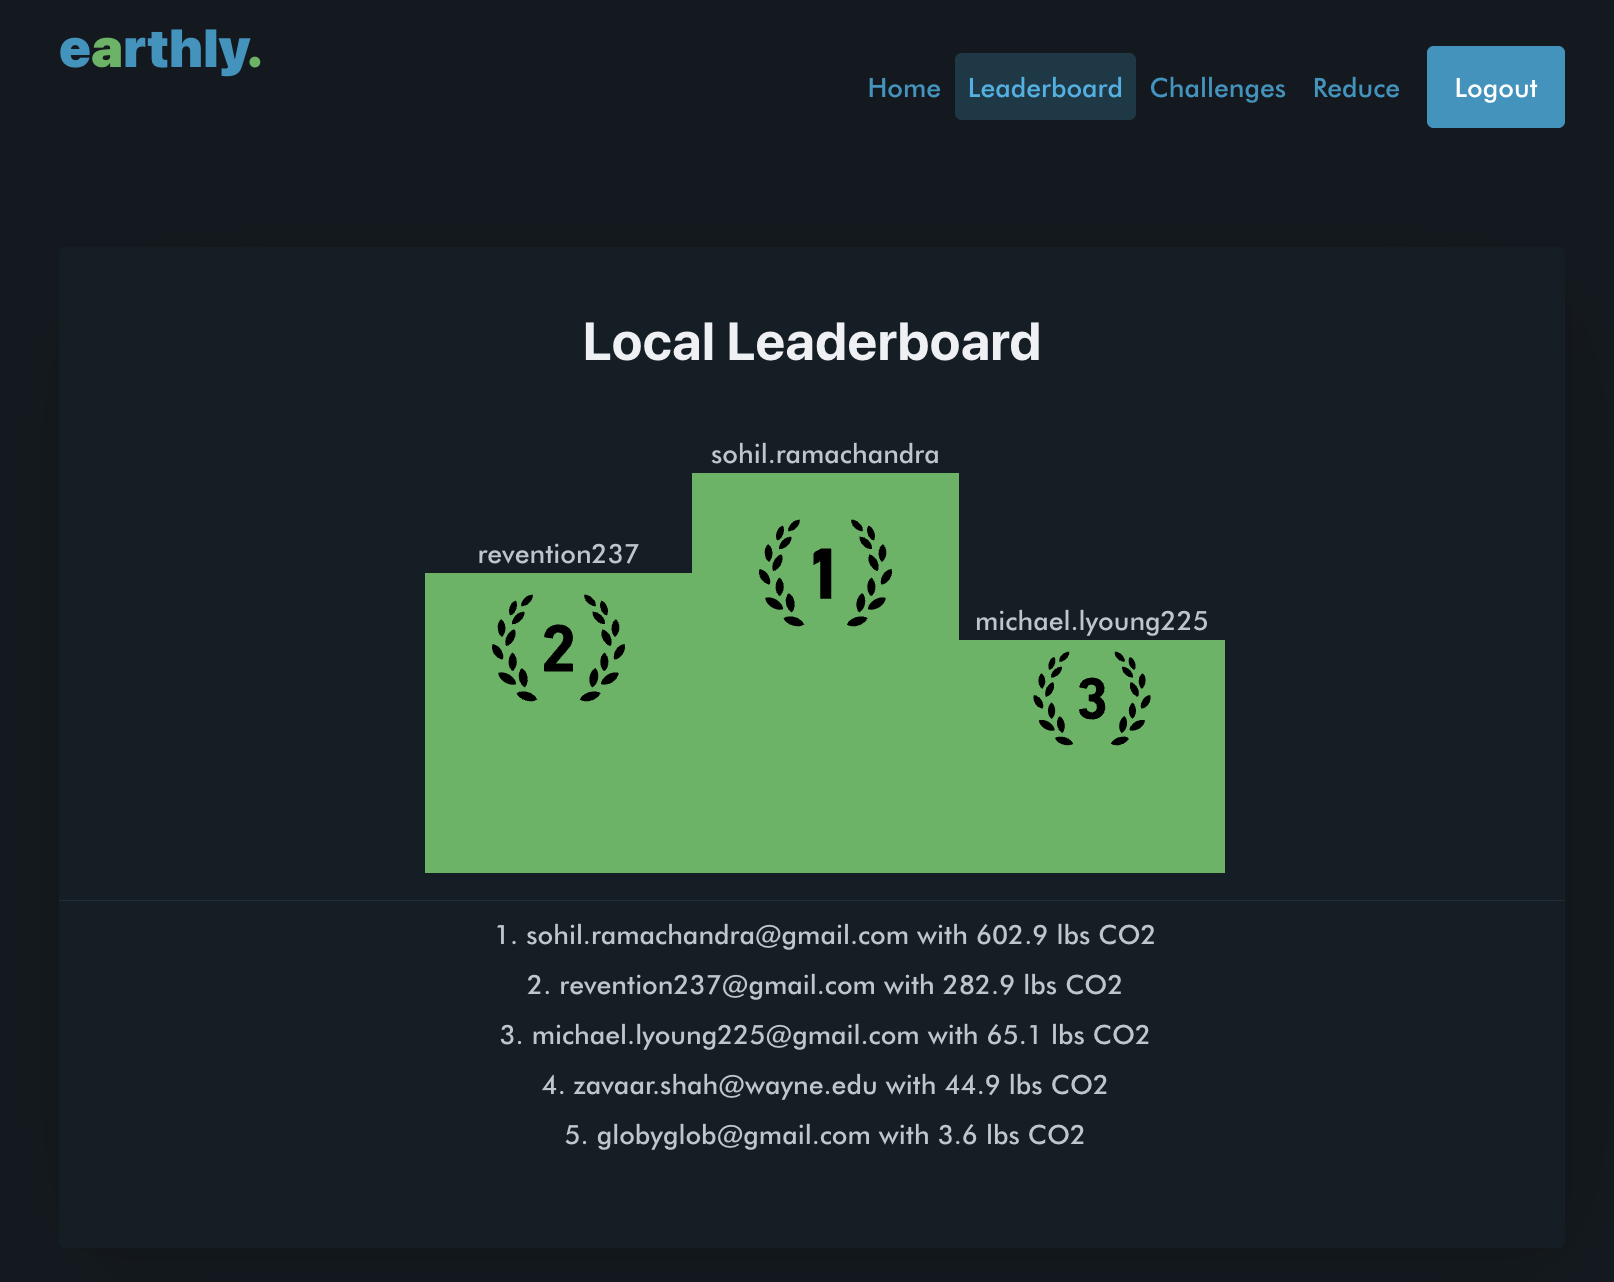 earthly.
Home Leaderboard Challenges Reduce Logout
Local Leaderboard
sohil.ramachandra
1
revention237
2
michael.lyoung225
3
1. sohil.ramachandra@gmail.com with 602.9 lbs CO2
2. revention237@gmail.com with 282.9 lbs CO2
3. michael.lyoung225@gmail.com with 65.1 lbs CO2
4. zavaar.shah@wayne.edu with 44.9 lbs CO2
5. globyglob@gmail.com with 3.6 lbs CO2